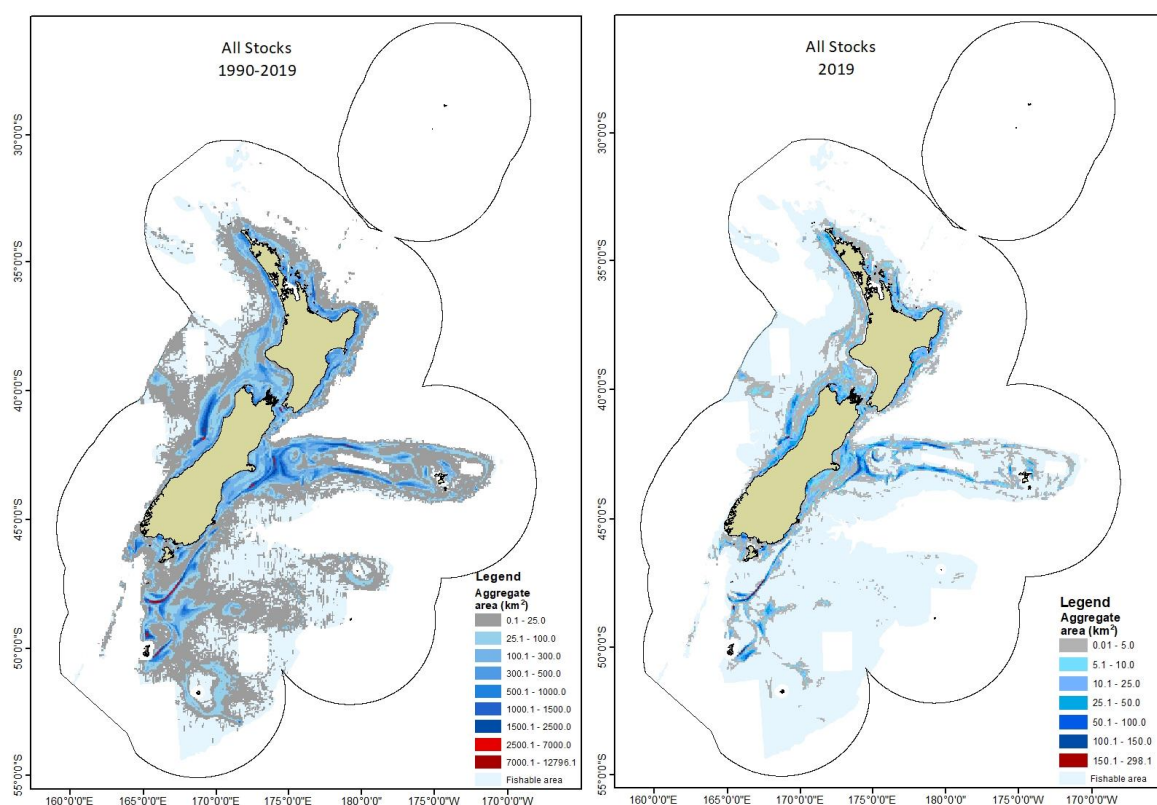 All Stocks
1990-2019
30°0'0"S
35°0'0"S
40°0'0"S
45°0'0"S
50°0'0"S
55°0'0"S
Legend
Aggregate
area (km²)
0.1 - 25.0
25.1 - 100.0
100.1 - 300.0
300.1 - 500.0
500.1 - 1000.0
1000.1 - 1500.0
1500.1 - 2500.0
2500.1 - 7000.0
7000.1 - 12796.1
Fishable area
160°0'0"E 165°0'0"E 170°0'0"E 175°0'0"E 180°0'0" 175°0'0"W 170°0'0"W
All Stocks
2019
30°0'0"S
35°0'0"S
40°0'0"S
45°0'0"S
50°0'0"S
55°0'0"S
Legend
Aggregate
area (km²)
0.01 - 5.0
5.1 - 10.0
10.1 - 25.0
25.1 - 50.0
50.1 - 100.0
100.1 - 150.0
150.1 - 298.1
Fishable area
160°0'0"E 165°0'0"E 170°0'0"E 175°0'0"E 180°0'0" 175°0'0"W 170°0'0"W